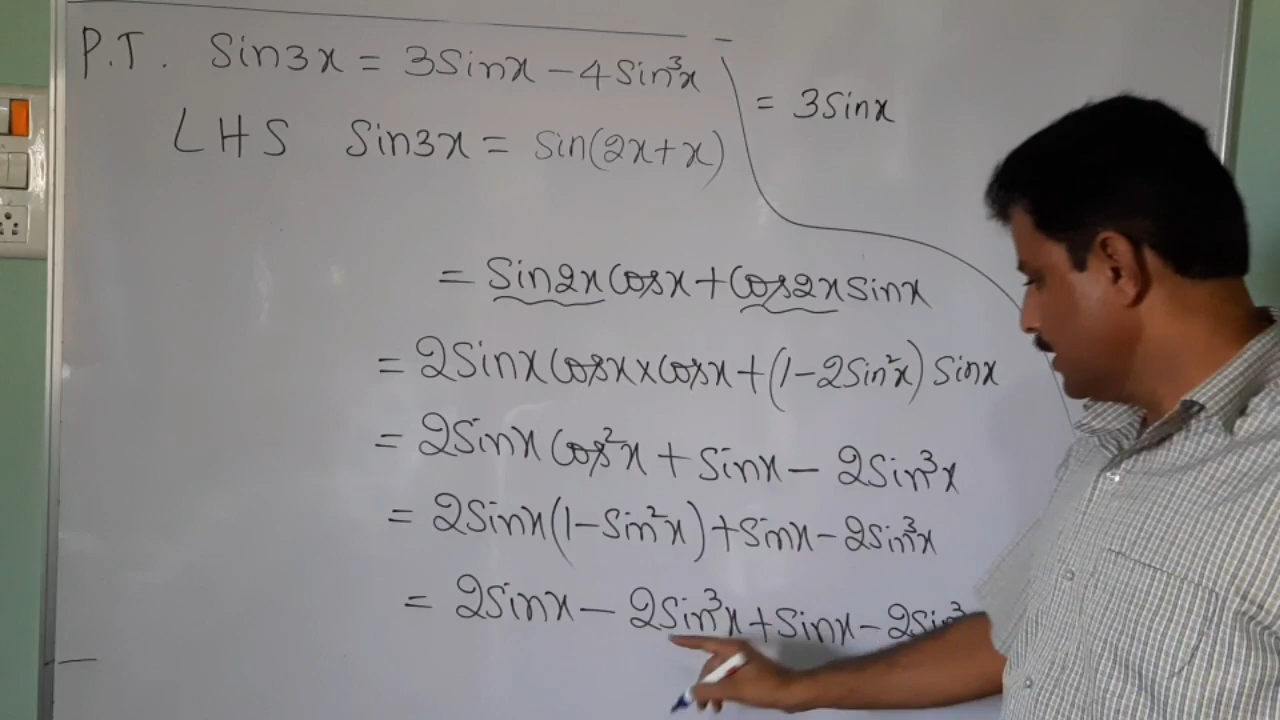 P.T. Sin3x = 3Sinx - 4Sin³x
LHS Sin3x = Sin(2x+x)
= Sin2x Cosx + Cos2x Sinx
= 2Sinx Cosx x Cosx + (1-2Sin²x) Sinx
= 2Sinx Cos²x + Sinx - 2Sin³x
= 2Sinx(1-Sin²x) + Sinx - 2Sin³x
= 2Sinx - 2Sin³x + Sinx - 2Sin³
= 3Sinx